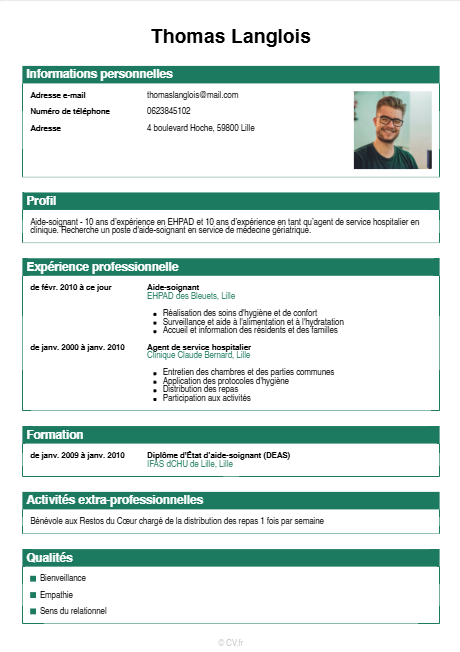 Thomas Langlois
Informations personnelles
Adresse e-mail thomaslanglois@mail.com
Numéro de téléphone 0623845102
Adresse 4 boulevard Hoche, 59800 Lille
Profil
Aide-soignant - 10 ans d'expérience en EHPAD et 10 ans d'expérience en tant qu'agent de service hospitalier en
clinique. Recherche un poste d'aide-soignant en service de médecine gériatrique.
Expérience professionnelle
de févr. 2010 à ce jour Aide-soignant
EHPAD des Bleuets, Lille
Réalisation des soins d'hygiène et de confort
Surveillance et aide à l'alimentation et à l'hydratation
Accueil et information des résidents et des familles
de janv. 2000 à janv. 2010 Agent de service hospitalier
Clinique Claude Bernard, Lille
Entretien des chambres et des parties communes
Application des protocoles d'hygiène
Distribution des repas
Participation aux activités
Formation
de janv. 2009 à janv. 2010 Diplôme d'État d'aide-soignant (DEAS)
IFAS dCHU de Lille, Lille
Activités extra-professionnelles
Bénévole aux Restos du Cœur chargé de la distribution des repas 1 fois par semaine
Qualités
Bienveillance
Empathie
Sens du relationnel
© CV.fr